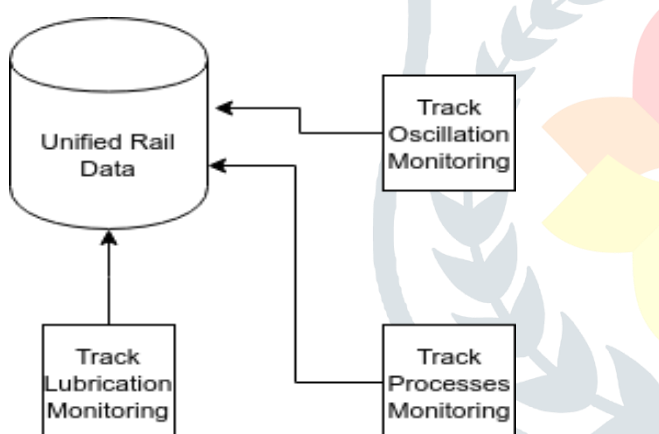 Unified Rail
Data
Track
Oscillation
Monitoring
Track
Lubrication
Monitoring
Track
Processes
Monitoring